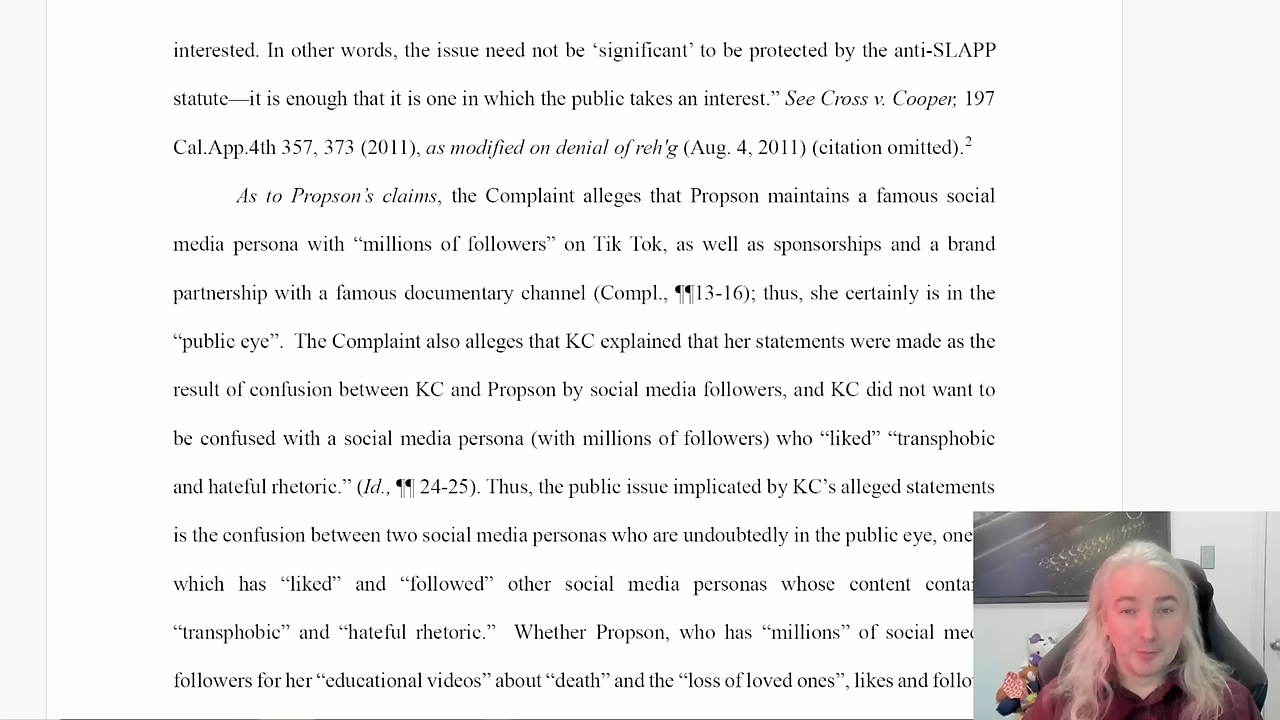 interested. In other words, the issue need not be ‘significant’ to be protected by the anti-SLAPP
statute—it is enough that it is one in which the public takes an interest.” See Cross v. Cooper, 197
Cal.App.4th 357, 373 (2011), as modified on denial of reh'g (Aug. 4, 2011) (citation omitted).2
As to Propson’s claims, the Complaint alleges that Propson maintains a famous social
media persona with “millions of followers” on Tik Tok, as well as sponsorships and a brand
partnership with a famous documentary channel (Compl., ¶¶13-16); thus, she certainly is in the
“public eye”.  The Complaint also alleges that KC explained that her statements were made as the
result of confusion between KC and Propson by social media followers, and KC did not want to
be confused with a social media persona (with millions of followers) who “liked” “transphobic
and hateful rhetoric.” (Id., ¶¶ 24-25). Thus, the public issue implicated by KC’s alleged statements
is the confusion between two social media personas who are undoubtedly in the public eye, one
which has “liked” and “followed” other social media personas whose content
“transphobic” and “hateful rhetoric.”  Whether Propson, who has “millions” of social
followers for her “educational videos” about “death” and the “loss of loved ones”, likes and